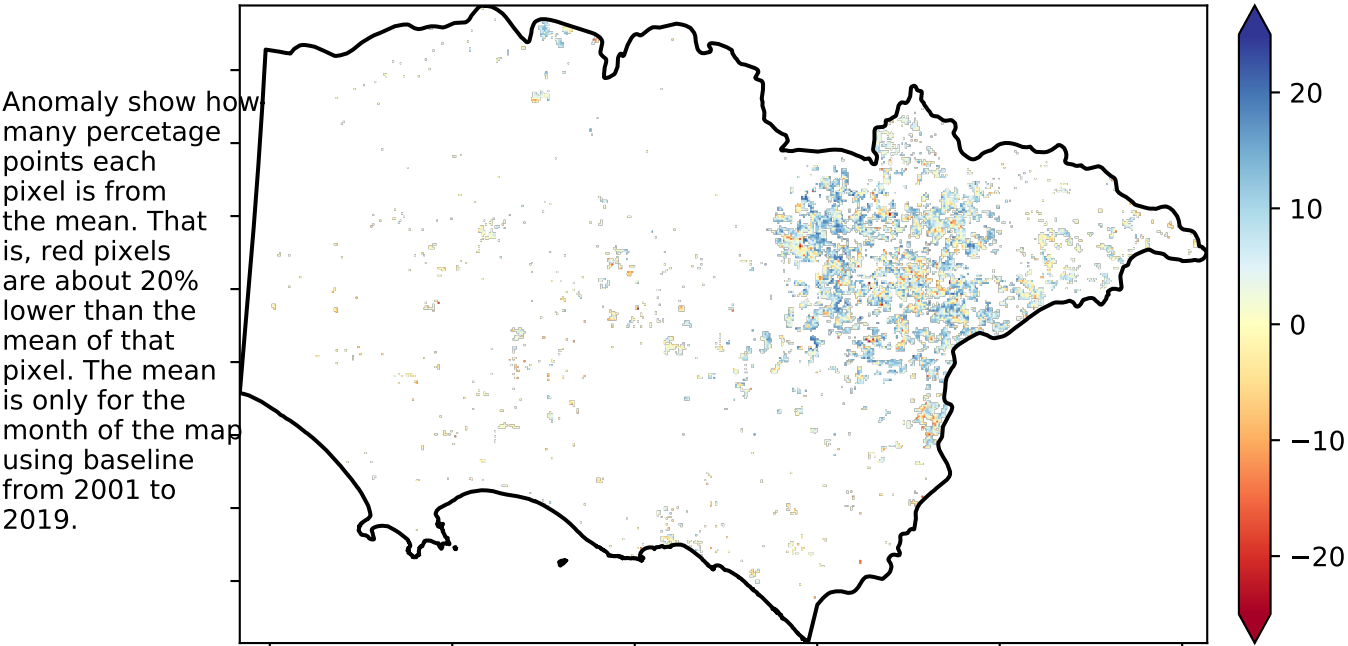 Anomaly show how
many percetage
points each
pixel is from
the mean. That
is, red pixels
are about 20%
lower than the
mean of that
pixel. The mean
is only for the
month of the map
using baseline
from 2001 to
2019.
20
10
0
−10
−20